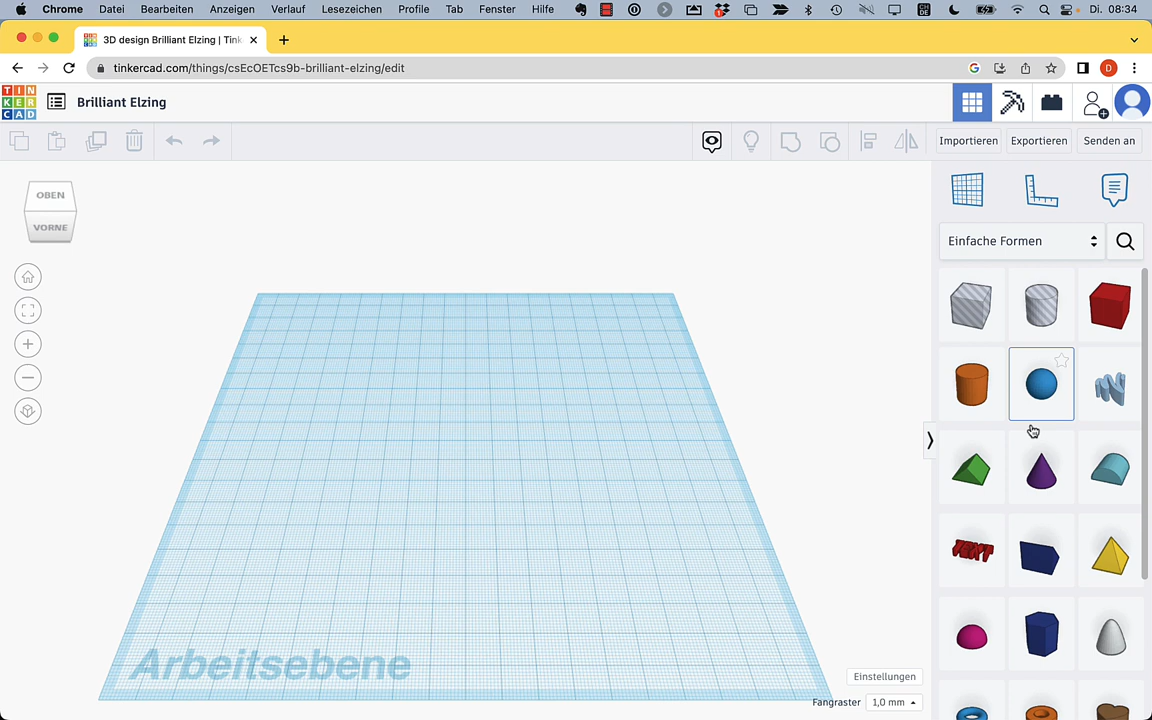 Chrome Datei Bearbeiten Anzeigen Verlauf Lesezeichen Profile Tab Fenster Hilfe Di. 08:34
3D design Brilliant Elzing | Tink
tinkercad.com/things/csEcOETcs9b-brilliant-elzing/edit
D
TIN
KER
CAD
Brilliant Elzing
Importieren Exportieren Senden an
OBEN
VORNE
Einfache Formen
TEXT
Arbeitsebene
Einstellungen
Fangraster 1,0 mm